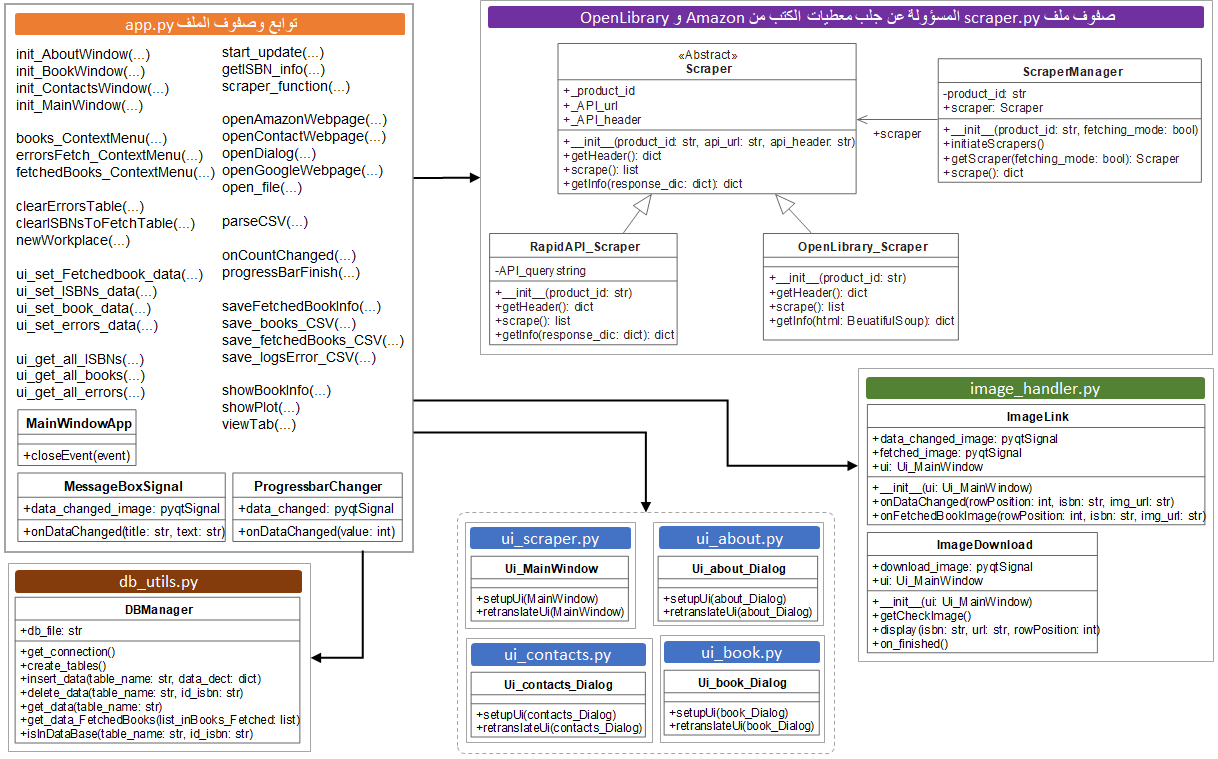 توابع وصفوف الملف app.py
init_AboutWindow(...)
init_BookWindow(...)
init_ContactsWindow(...)
init_MainWindow(...)
books_ContextMenu(...)
errorsFetch_ContextMenu(...)
fetchedBooks_ContextMenu(...)
clearErrorsTable(...)
clearISBNsToFetchTable(...)
newWorkplace(...)
ui_set_Fetchedbook_data(...)
ui_set_ISBNs_data(...)
ui_set_book_data(...)
ui_set_errors_data(...)
ui_get_all_ISBNs(...)
ui_get_all_books(...)
ui_get_all_errors(...)
start_update(...)
getISBN_info(...)
scraper_function(...)
openAmazonWebpage(...)
openContactWebpage(...)
openDialog(...)
openGoogleWebpage(...)
open_file(...)
parseCSV(...)
onCountChanged(...)
progressBarFinish(...)
saveFetchedBookInfo(...)
save_books_CSV(...)
save_fetchedBooks_CSV(...)
save_logsError_CSV(...)
showBookInfo(...)
showPlot(...)
viewTab(...)
MainWindowApp
+closeEvent(event)
MessageBoxSignal
+data_changed_image: pyqtSignal
+onDataChanged(title: str, text: str)
ProgressbarChanger
+data_changed: pyqtSignal
+onDataChanged(value: int)
صفوف ملف scraper.py المسؤولة عن جلب معطيات الكتب من Amazon و OpenLibrary
«Abstract»
Scraper
+_product_id
+_API_url
+_API_header
+__init__(product_id: str, api_url: str, api_header: str)
+getHeader(): dict
+scrape(): list
+getInfo(response_dic: dict): dict
+scraper
ScraperManager
-product_id: str
+scraper: Scraper
+__init__(product_id: str, fetching_mode: bool)
+initiateScrapers()
+getScraper(fetching_mode: bool): Scraper
+scrape(): dict
RapidAPI_Scraper
-API_querystring
+__init__(product_id: str)
+getHeader(): dict
+scrape(): list
+getInfo(response_dic: dict): dict
OpenLibrary_Scraper
+__init__(product_id: str)
+getHeader(): dict
+scrape(): list
+getInfo(html: BeuatifulSoup): dict
image_handler.py
ImageLink
+data_changed_image: pyqtSignal
+fetched_image: pyqtSignal
+ui: Ui_MainWindow
+__init__(ui: Ui_MainWindow)
+onDataChanged(rowPosition: int, isbn: str, img_url: str)
+onFetchedBookImage(rowPosition: int, isbn: str, img_url: str)
ImageDownload
+download_image: pyqtSignal
+ui: Ui_MainWindow
+__init__(ui: Ui_MainWindow)
+getCheckImage()
+display(isbn: str, url: str, rowPosition: int)
+on_finished()
ui_scraper.py
Ui_MainWindow
+setupUi(MainWindow)
+retranslateUi(MainWindow)
ui_about.py
Ui_about_Dialog
+setupUi(about_Dialog)
+retranslateUi(about_Dialog)
ui_contacts.py
Ui_contacts_Dialog
+setupUi(contacts_Dialog)
+retranslateUi(contacts_Dialog)
ui_book.py
Ui_book_Dialog
+setupUi(book_Dialog)
+retranslateUi(book_Dialog)
db_utils.py
DBManager
+db_file: str
+get_connection()
+create_tables()
+insert_data(table_name: str, data_dect: dict)
+delete_data(table_name: str, id_isbn: str)
+get_data(table_name: str)
+get_data_FetchedBooks(list_inBooks_Fetched: list)
+isInDataBase(table_name: str, id_isbn: str)